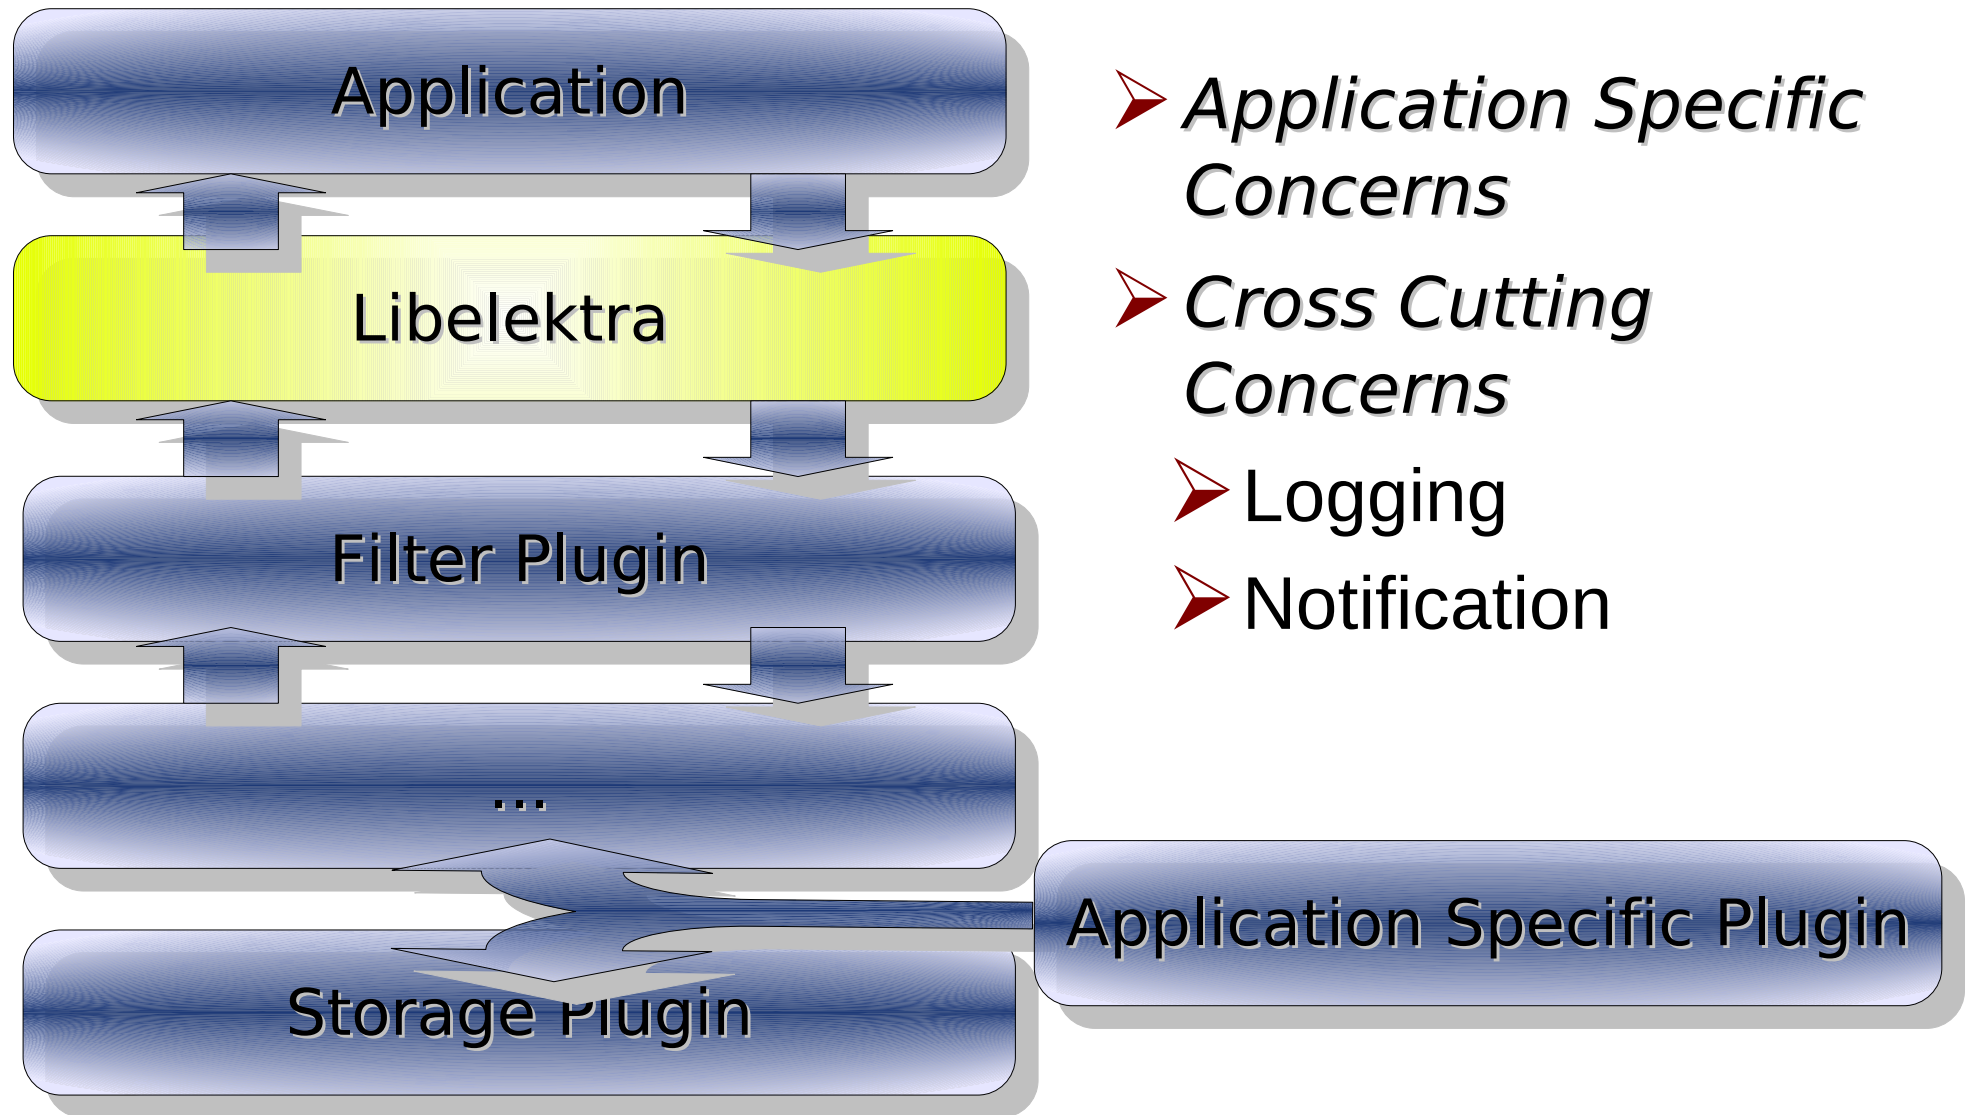 Application
Libelektra
Filter Plugin
...
Storage Plugin
Application Specific
Concerns
Cross Cutting
Concerns
Logging
Notification
Application Specific Plugin